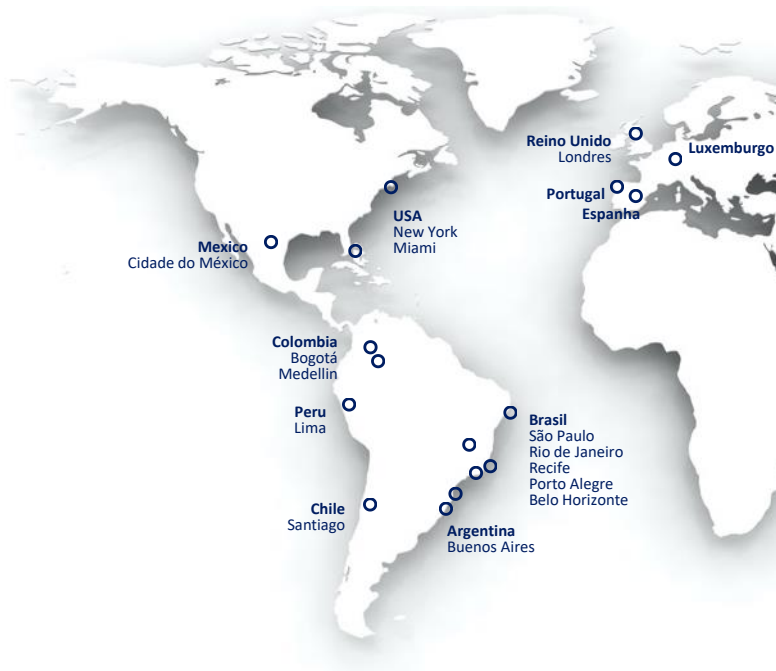 Reino Unido
Londres
Luxemburgo
Portugal
Espanha
USA
New York
Miami
Mexico
Cidade do México
Colombia
Bogotá
Medellin
Peru
Lima
Brasil
São Paulo
Rio de Janeiro
Recife
Porto Alegre
Belo Horizonte
Chile
Santiago
Argentina
Buenos Aires